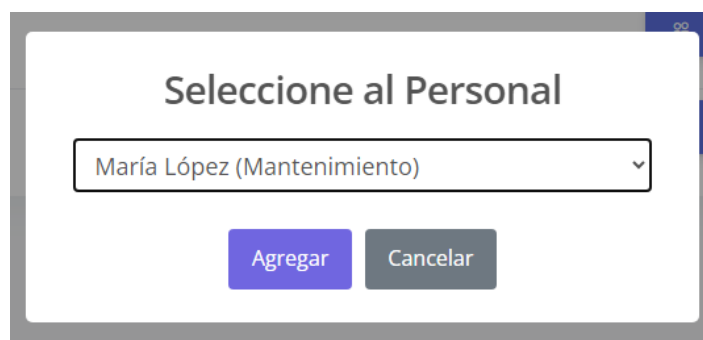 Seleccione al Personal
María López (Mantenimiento)
Agregar Cancelar